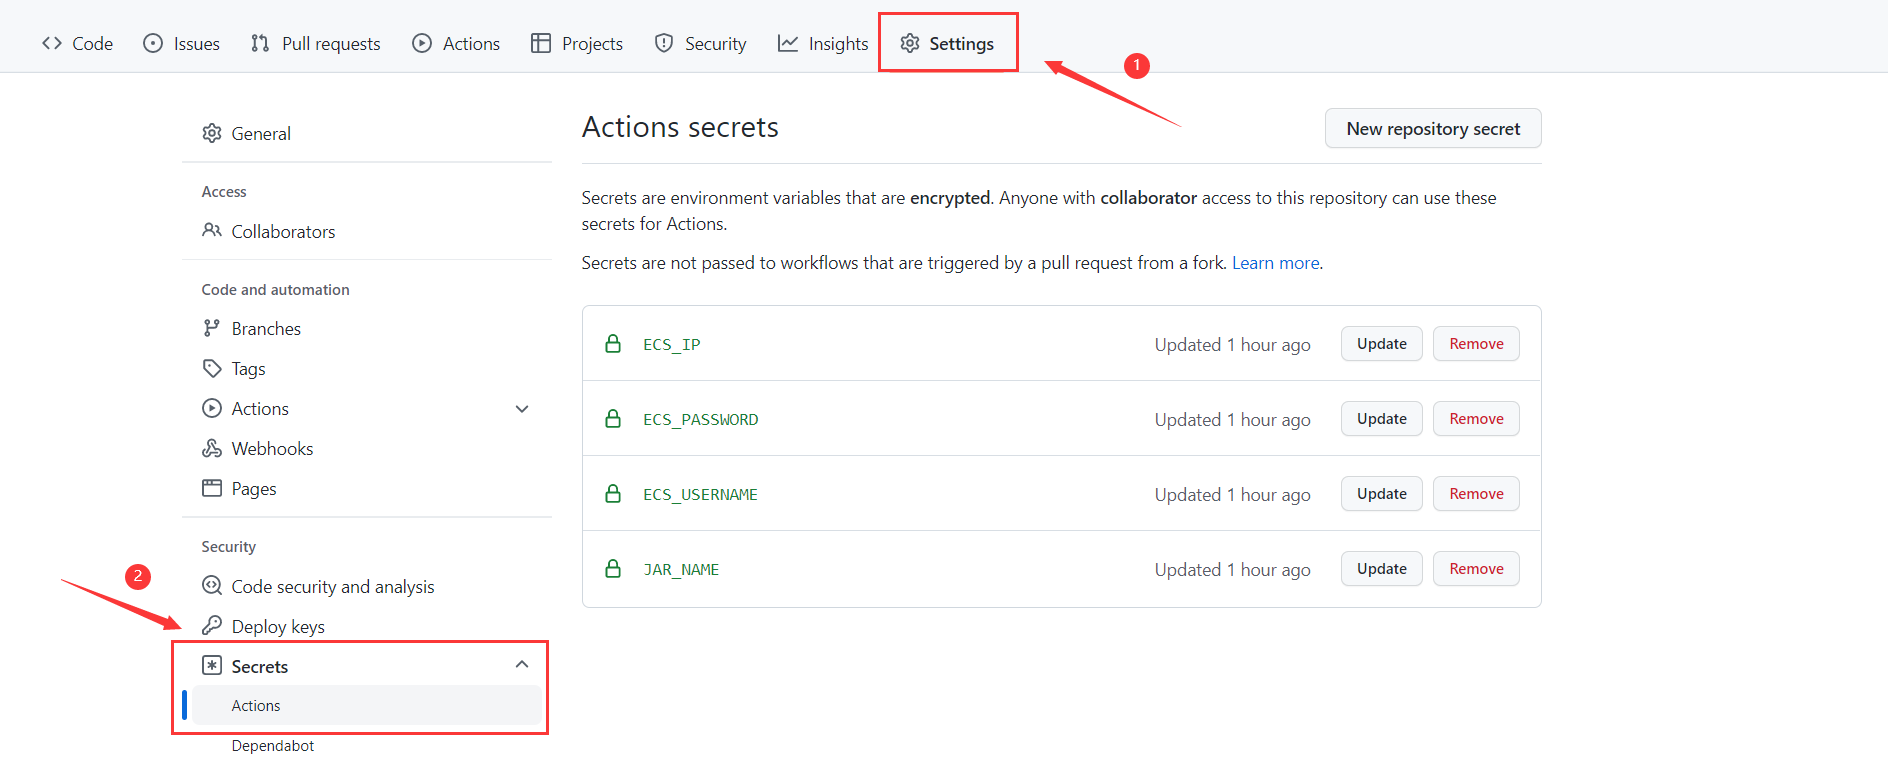 Code Issues Pull requests Actions Projects Security Insights Settings
1
General
Access
Collaborators
Code and automation
Branches
Tags
Actions
Webhooks
Pages
Security
2
Code security and analysis
Deploy keys
Secrets
Actions
Dependabot
Actions secrets
New repository secret
Secrets are environment variables that are encrypted. Anyone with collaborator access to this repository can use these
secrets for Actions.
Secrets are not passed to workflows that are triggered by a pull request from a fork. Learn more.
ECS_IP Updated 1 hour ago Update Remove
ECS_PASSWORD Updated 1 hour ago Update Remove
ECS_USERNAME Updated 1 hour ago Update Remove
JAR_NAME Updated 1 hour ago Update Remove